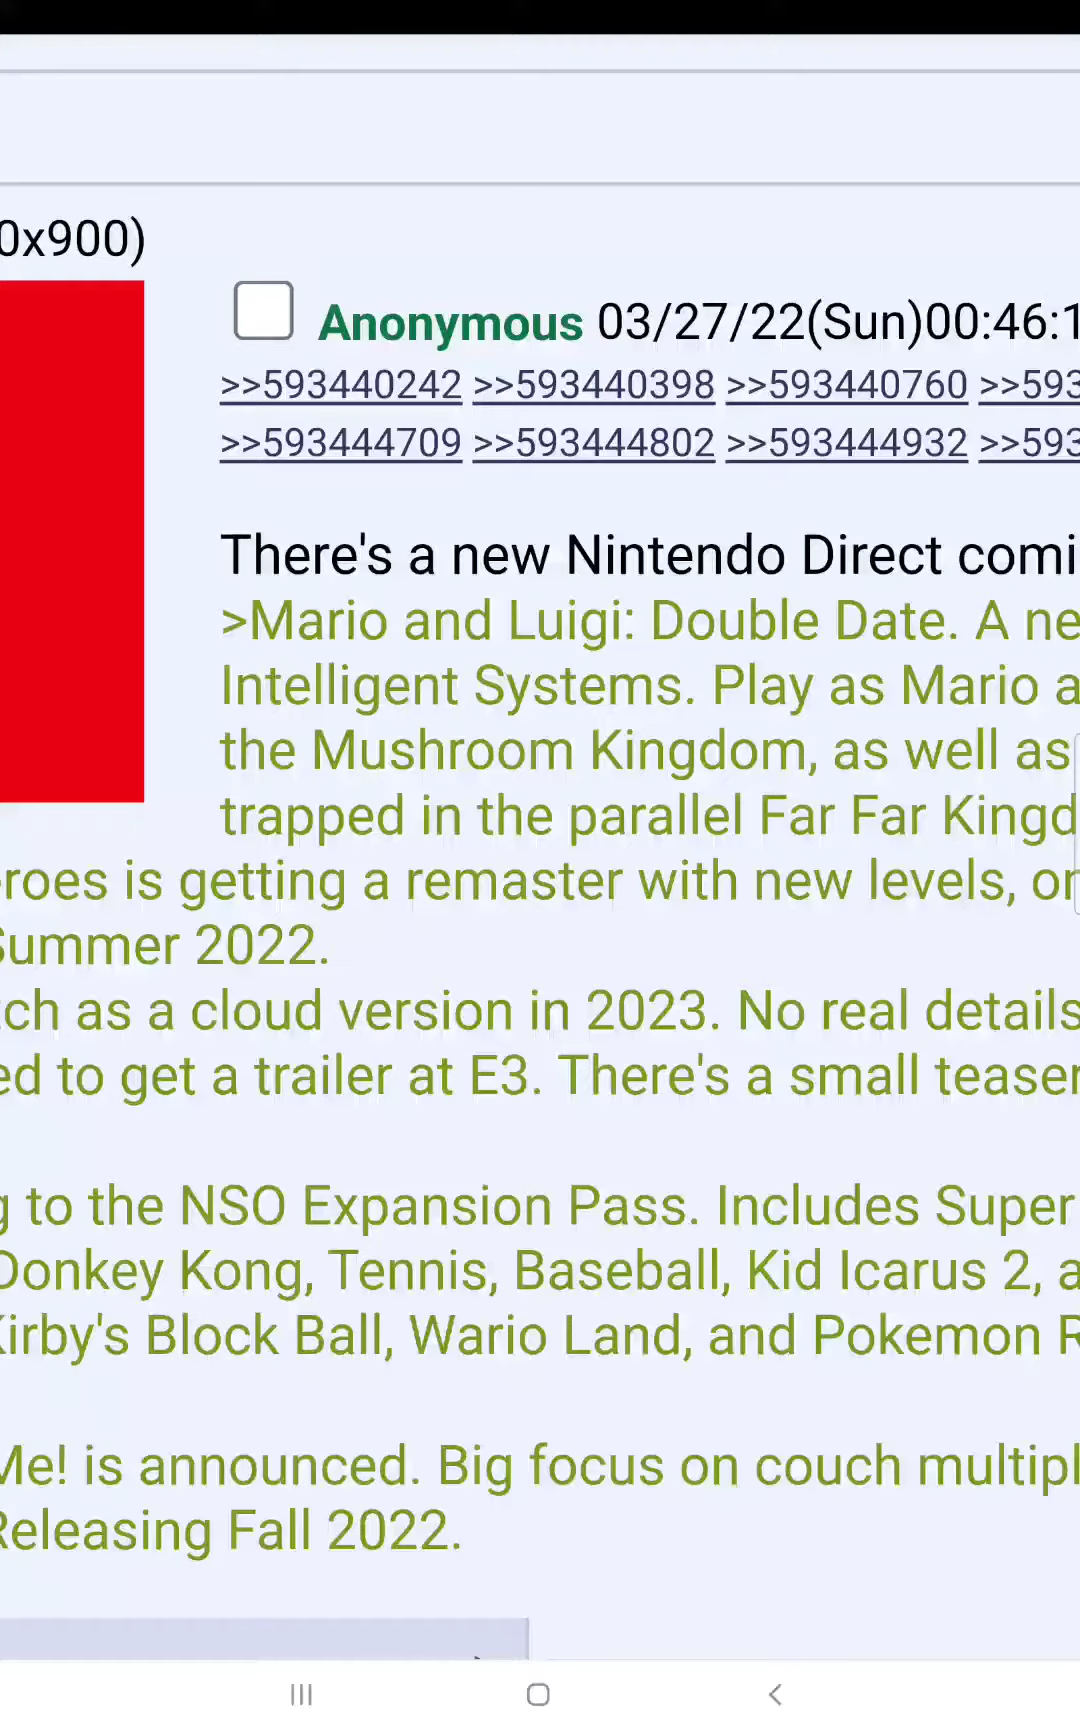 0x900)
Anonymous 03/27/22(Sun)00:46:1
>>593440242 >>593440398 >>593440760 >>593
>>593444709 >>593444802 >>593444932 >>593
There's a new Nintendo Direct comi
>Mario and Luigi: Double Date. A ne
Intelligent Systems. Play as Mario a
the Mushroom Kingdom, as well as
trapped in the parallel Far Far Kingd
roes is getting a remaster with new levels, or
Summer 2022.
tch as a cloud version in 2023. No real details
ed to get a trailer at E3. There's a small teaser
g to the NSO Expansion Pass. Includes Super
Donkey Kong, Tennis, Baseball, Kid Icarus 2, a
Kirby's Block Ball, Wario Land, and Pokemon R
Me! is announced. Big focus on couch multipl
Releasing Fall 2022.